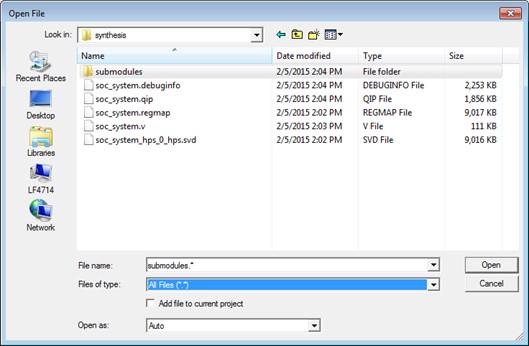 Open File
Look in: synthesis
Name Date modified Type Size
submodules 2/5/2015 2:04 PM File folder
soc_system.debuginfo 2/5/2015 2:04 PM DEBUGINFO File 2,253 KB
soc_system.qip 2/5/2015 2:04 PM QIP File 1,856 KB
soc_system.regmap 2/5/2015 2:02 PM REGMAP File 9,017 KB
soc_system.v 2/5/2015 2:03 PM V File 111 KB
soc_system_hps_0_hps.svd 2/5/2015 2:02 PM SVD File 9,016 KB
Recent Places
Desktop
Libraries
LF4714
Network
File name: submodules.* Open
Files of type: All Files (*.*) Cancel
Add file to current project
Open as: Auto